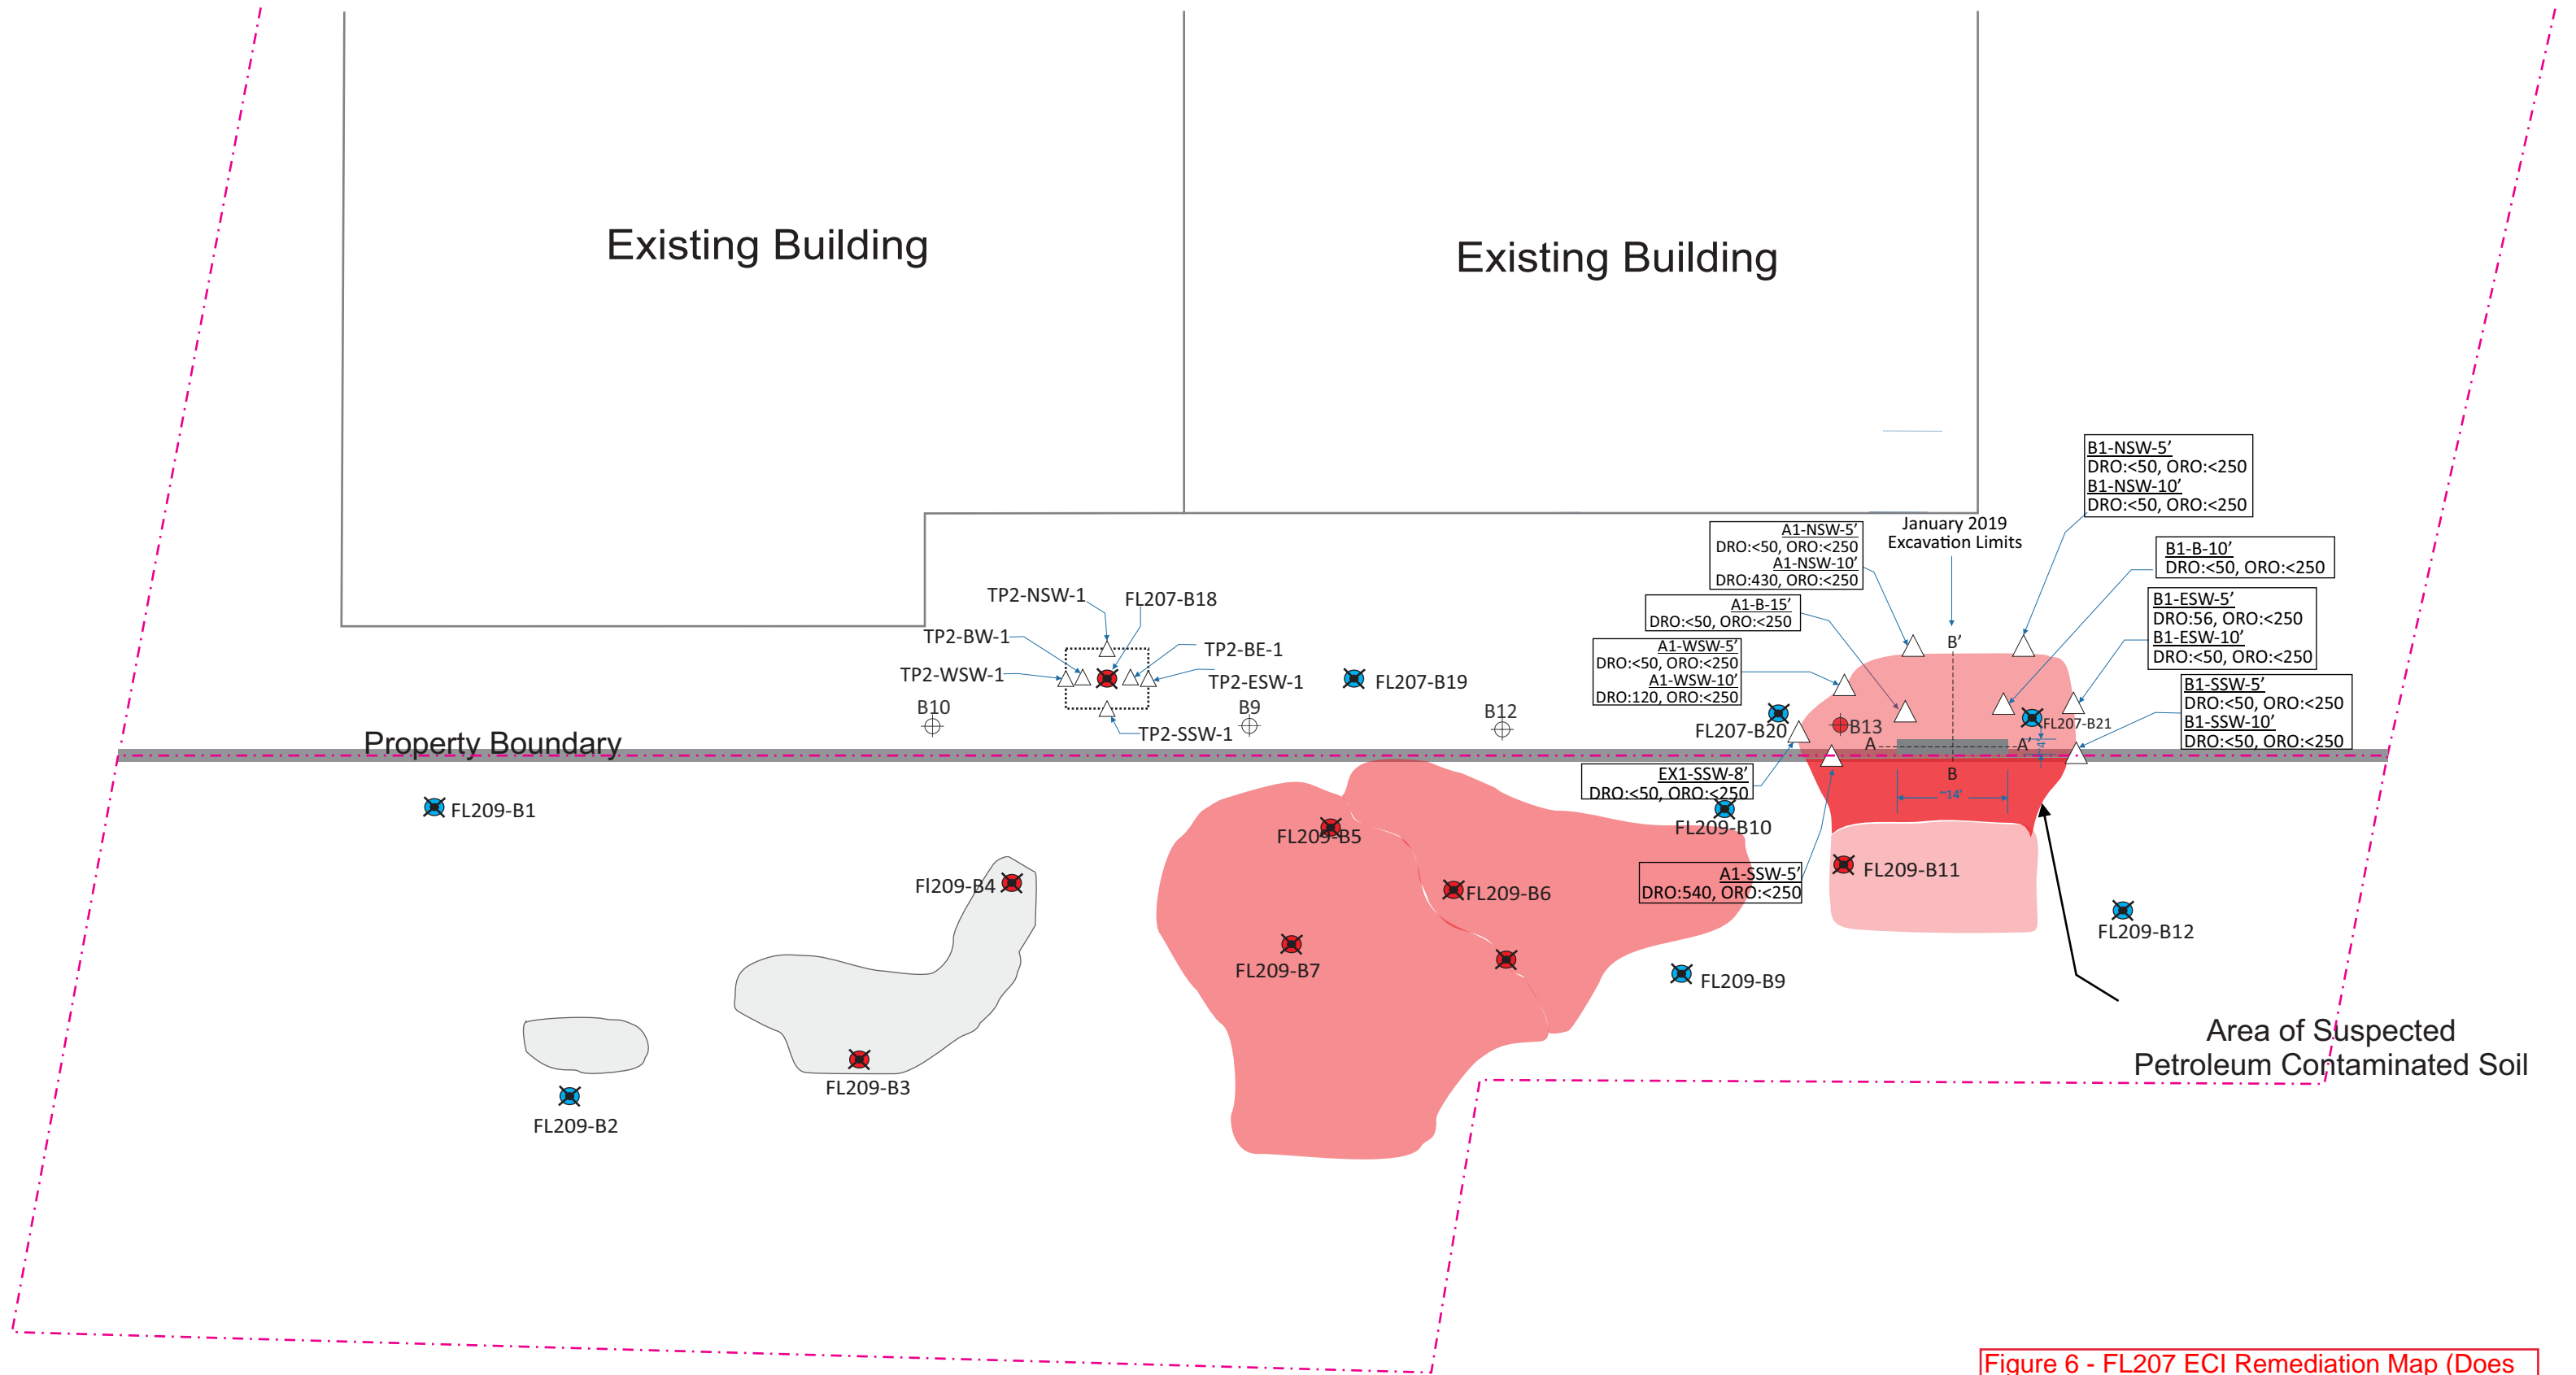 Existing Building
Existing Building
B1-NSW-5’
DRO:<50, ORO:<250
B1-NSW-10’
DRO:<50, ORO:<250
January 2019
Excavation Limits
A1-NSW-5’
DRO:<50, ORO:<250
A1-NSW-10’
DRO:430, ORO:<250
B1-B-10’
DRO:<50, ORO:<250
A1-B-15’
DRO:<50, ORO:<250
B1-ESW-5’
DRO:56, ORO:<250
B1-ESW-10’
DRO:<50, ORO:<250
A1-WSW-5’
DRO:<50, ORO:<250
A1-WSW-10’
DRO:120, ORO:<250
B1-SSW-5’
DRO:<50, ORO:<250
B1-SSW-10’
DRO:<50, ORO:<250
TP2-NSW-1
FL207-B18
TP2-BW-1
TP2-BE-1
TP2-WSW-1
TP2-ESW-1
TP2-SSW-1
FL207-B19
B10
B9
B12
FL207-B20
B13
FL207-B21
B’
A
A’
4'
B
~14'
Property Boundary
EX1-SSW-8’
DRO:<50, ORO:<250
FL209-B1
FL209-B10
FL209-B5
A1-SSW-5’
DRO:540, ORO:<250
FL209-B11
Fl209-B4
FL209-B6
FL209-B12
FL209-B7
FL209-B9
Area of Suspected
Petroleum Contaminated Soil
FL209-B3
FL209-B2
Figure 6 - FL207 ECI Remediation Map (Does